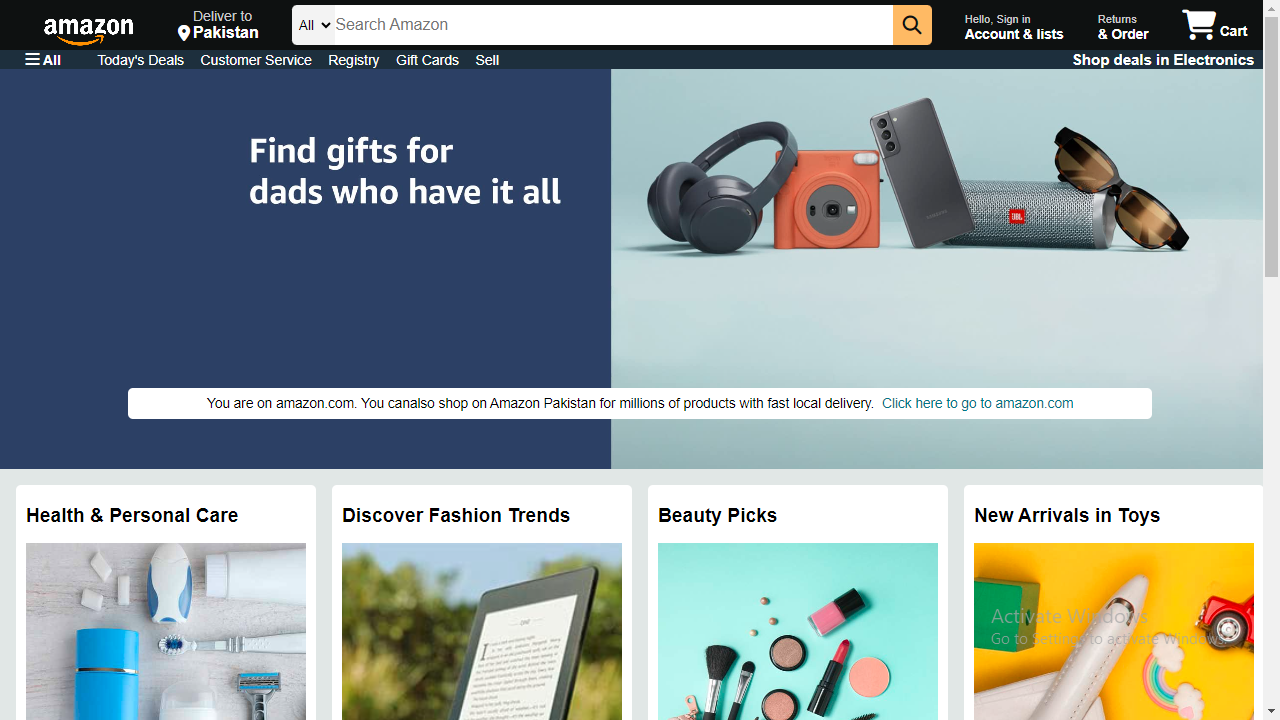 amazon
Deliver to
Pakistan
All
Search Amazon
Hello, Sign in
Account & lists
Returns
& Order
Cart
All
Today's Deals
Customer Service
Registry
Gift Cards
Sell
Shop deals in Electronics
Find gifts for
dads who have it all
SAMSUNG
JBL
You are on amazon.com. You canalso shop on Amazon Pakistan for millions of products with fast local delivery. Click here to go to amazon.com
Health & Personal Care
Discover Fashion Trends
Beauty Picks
New Arrivals in Toys
Activate Windows
Go to Settings to activate Windows